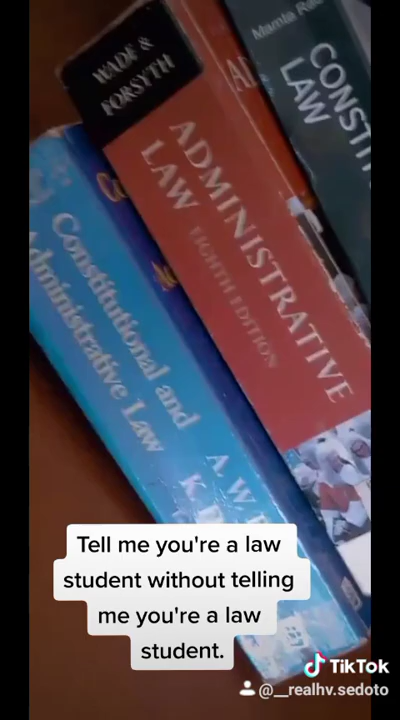 WADE &
FORSYTH
ADMINISTRATIVE
LAW
EIGHTH EDITION
CONSTI
LAW
Constitutional and
Administrative Law
A. W.
K
Tell me you're a law
student without telling
me you're a law
student.
TikTok
@__realhv.sedoto